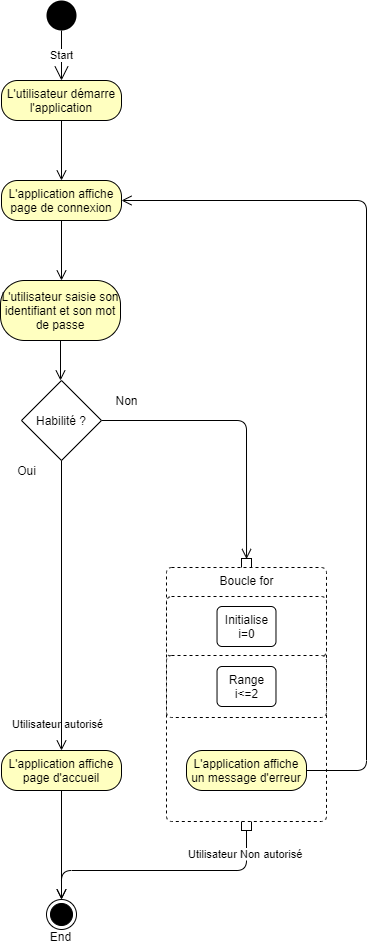 Start
L'utilisateur démarre
l'application
L'application affiche
page de connexion
L'utilisateur saisie son
identifiant et son mot
de passe
Habilité ?
Non
Oui
Boucle for
Initialise
i=0
Range
i<=2
Utilisateur autorisé
L'application affiche
page d'accueil
L'application affiche
un message d'erreur
Utilisateur Non autorisé
End